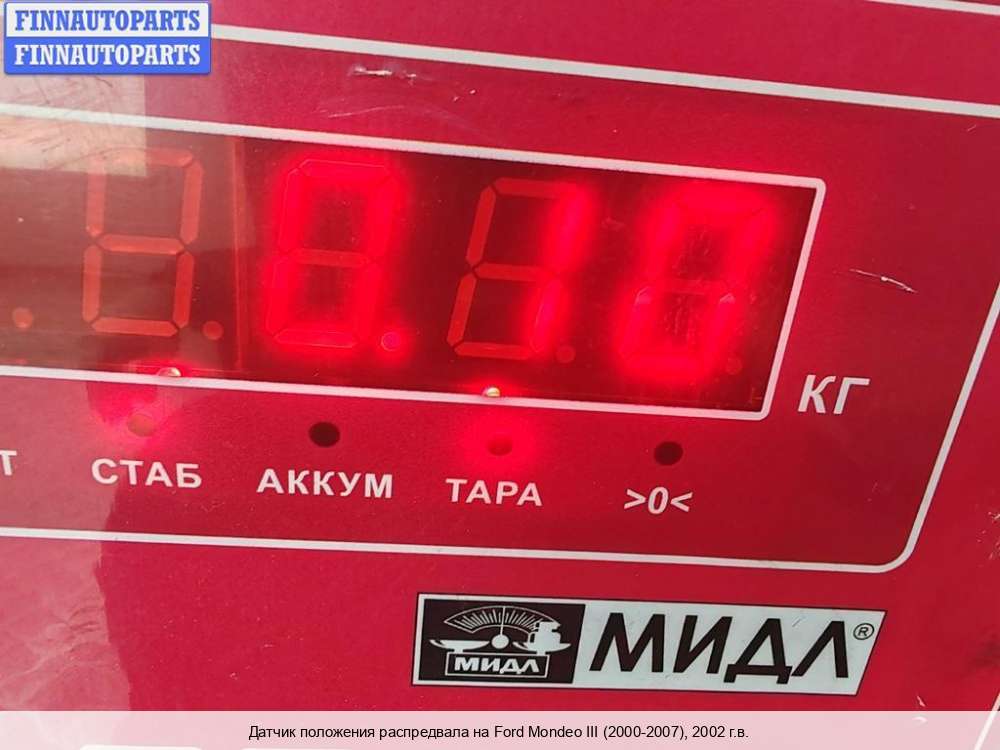 FINNAUTOPARTS
FINNAUTOPARTS
0.10
КГ
Т СТАБ АККУМ ТАРА >0<
МИДЛ МИДЛ®
Датчик положения распредвала на Ford Mondeo III (2000-2007), 2002 г.в.